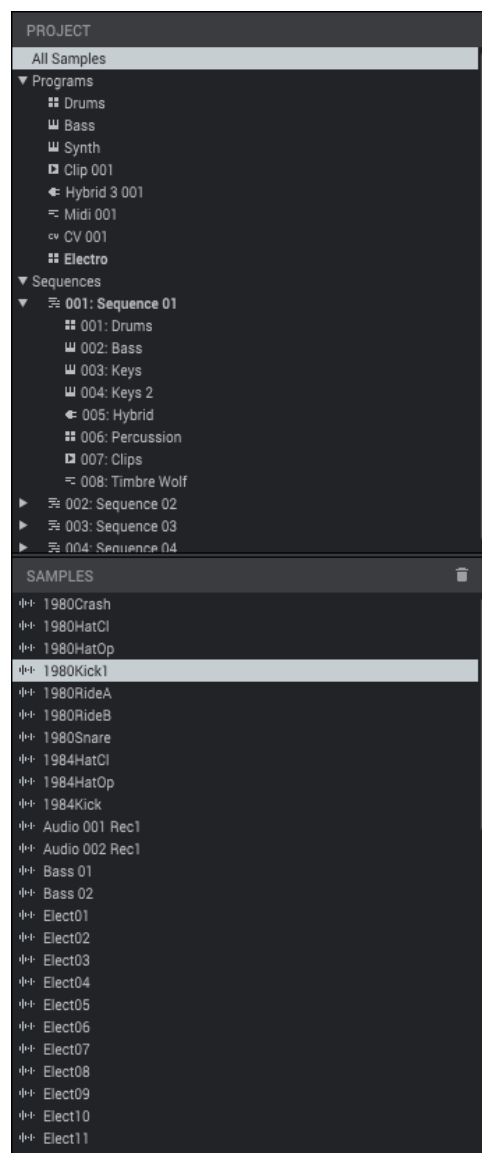 PROJECT
All Samples
Programs
Drums
Bass
Synth
Clip 001
Hybrid 3 001
Midi 001
CV CV 001
Electro
Sequences
001: Sequence 01
001: Drums
002: Bass
003: Keys
004: Keys 2
005: Hybrid
006: Percussion
007: Clips
008: Timbre Wolf
002: Sequence 02
003: Sequence 03
004: Sequence 04
SAMPLES
1980Crash
1980HatCl
1980HatOp
1980Kick1
1980RideA
1980RideB
1980Snare
1984HatCl
1984HatOp
1984Kick
Audio 001 Rec1
Audio 002 Rec1
Bass 01
Bass 02
Elect01
Elect02
Elect03
Elect04
Elect05
Elect06
Elect07
Elect08
Elect09
Elect10
Elect11